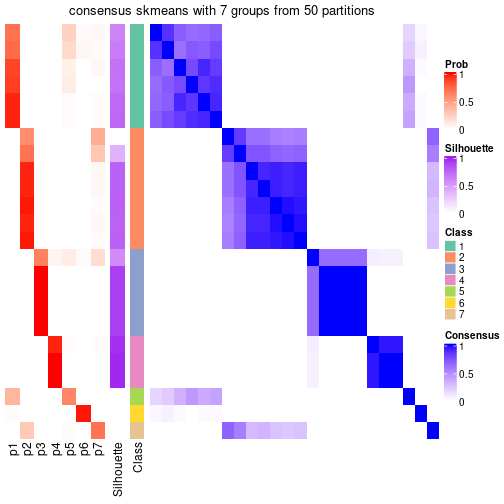 consensus skmeans with 7 groups from 50 partitions
Prob
1
0.5
0
Silhouette
1
0.5
0
Class
1
2
3
4
5
6
7
Consensus
1
0.5
0
p1
p2
p3
p4
p5
p6
p7
Silhouette
Class